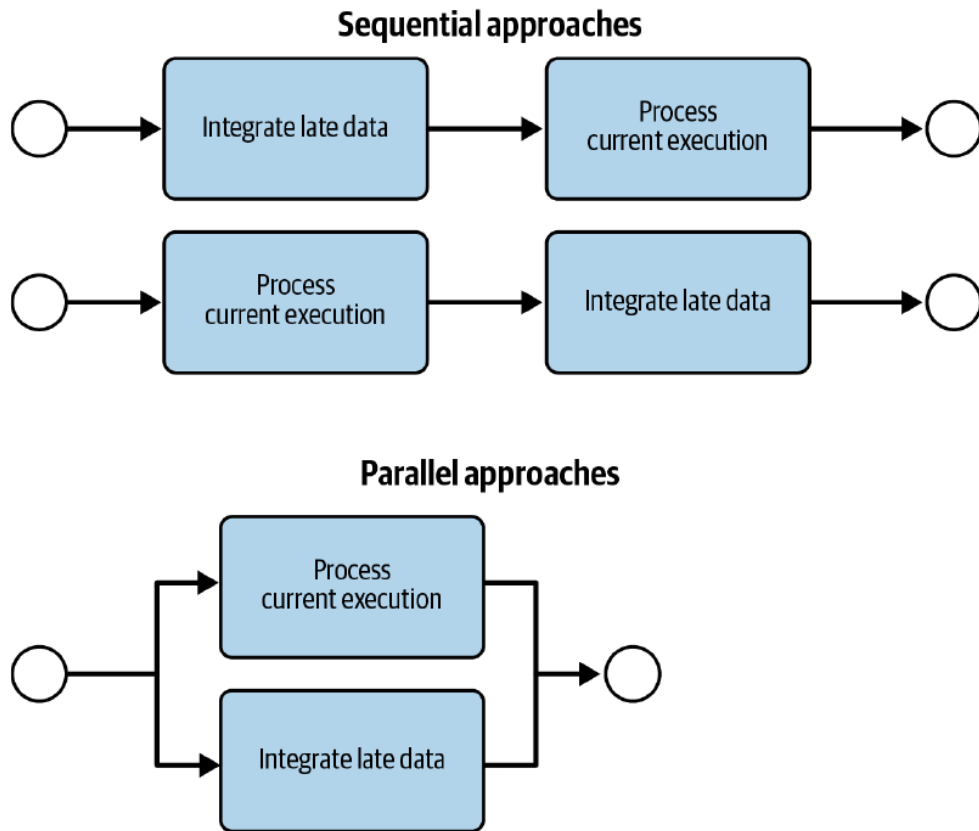 Sequential approaches
Integrate late data
Process
current execution
Process
current execution
Integrate late data
Parallel approaches
Process
current execution
Integrate late data